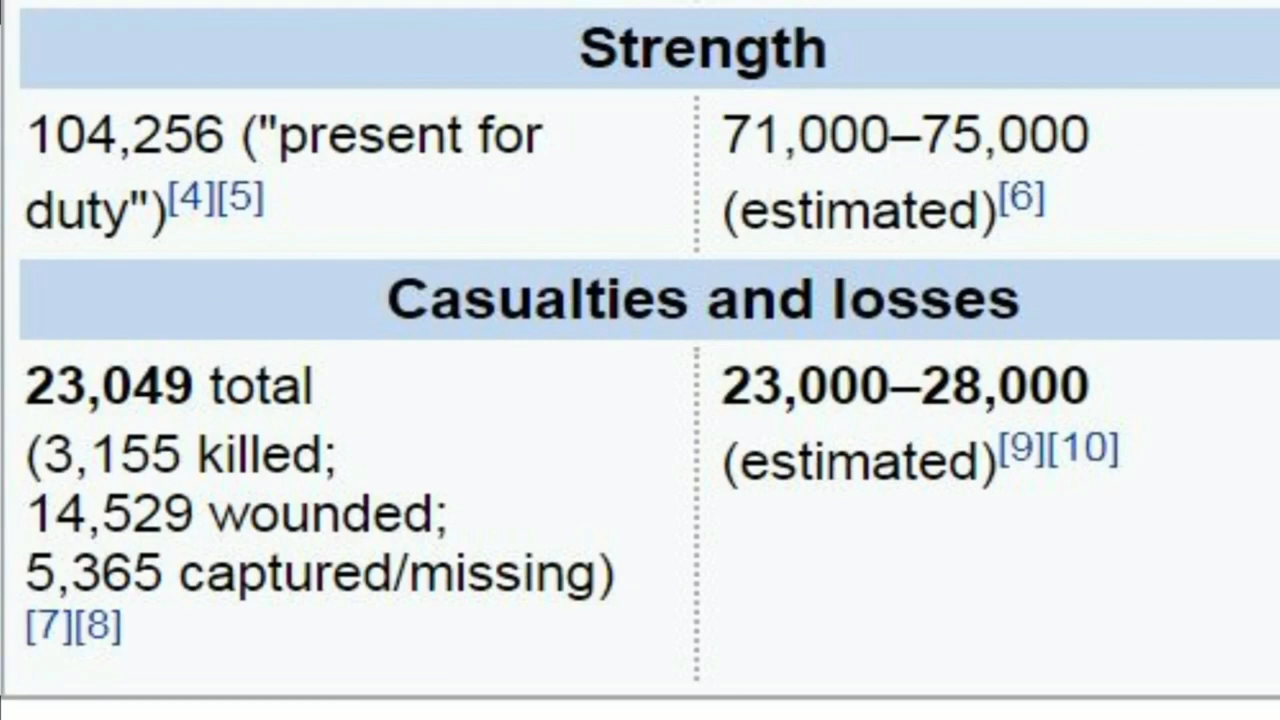 Strength
104,256 ("present for
duty")[4][5]
71,000–75,000
(estimated)[6]
Casualties and losses
23,049 total
(3,155 killed;
14,529 wounded;
5,365 captured/missing)
[7][8]
23,000–28,000
(estimated)[9][10]